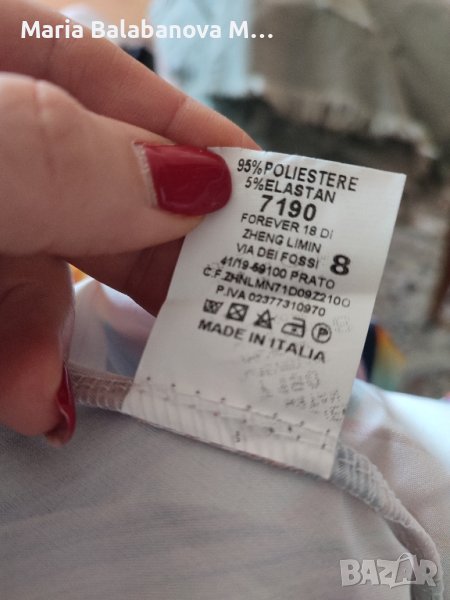 Maria Balabanova M...
95%POLIESTERE
5%ELASTAN
7190
FOREVER 18 DI
ZHENG LIMIN
VIA DEI FOSSI 8
41/19-59100 PRATO
C.F.ZHNLMN71D09Z210O
P.IVA 02377310970
MADE IN ITALIA
bazar